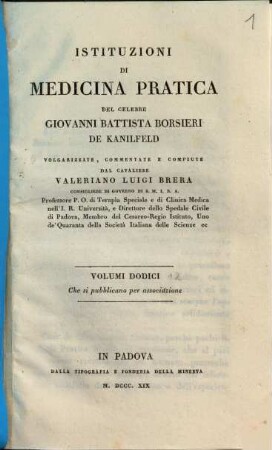 1
ISTITUZIONI
DI
MEDICINA PRATICA
DEL CELEBRE
GIOVANNI BATTISTA BORSIERI
DE KANILFELD
VOLGARIZZATE, COMMENTATE E COMPIUTE
DAL CAVALIERE
VALERIANO LUIGI BRERA
CONSIGLIERE DI GOVERNO DI S. M. I. R. A.
Professore P. O. di Terapia Speciale e di Clinica Medica
nell'I. R. Università, e Direttore dello Spedale Civile
di Padova, Membro del Cesareo-Regio Istituto, Uno
de' Quaranta della Società Italiana delle Scienze ec
VOLUMI DODICI
Che si pubblicano per associazione
IN PADOVA
DALLA TIPOGRAFIA E FONDERIA DELLA MINERVA
M. DCCC. XIX